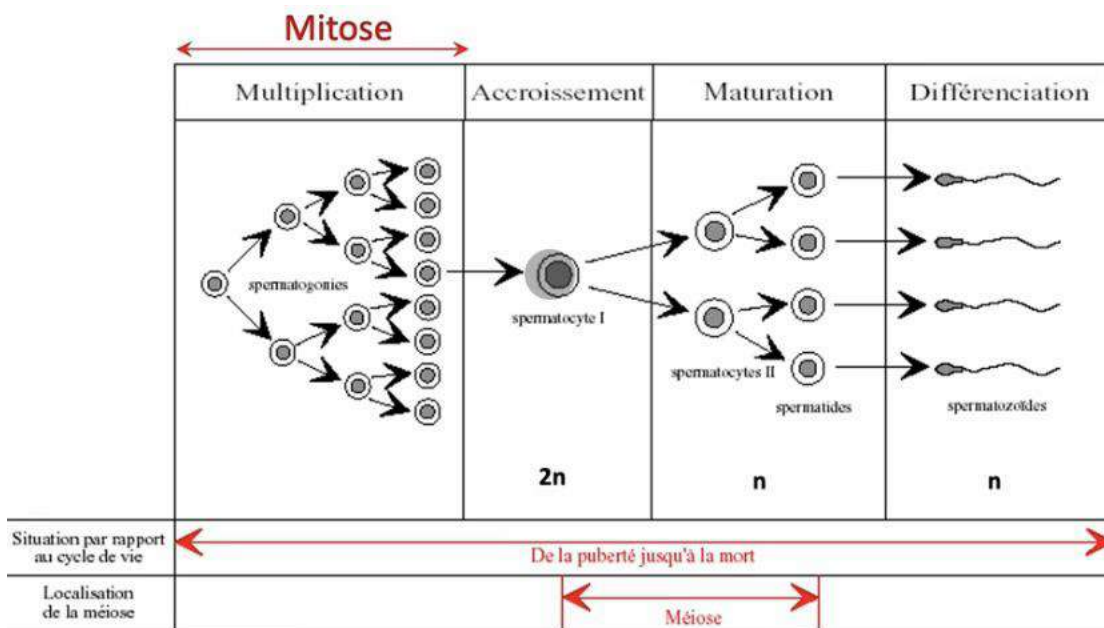 Mitose
Multiplication
Accroissement
Maturation
Différenciation
spermatogonies
spermatocyte I
spermatocytes II
spermatides
spermatozoïdes
2n
n
n
Situation par rapport
au cycle de vie
De la puberté jusqu'à la mort
Localisation
de la méiose
Méiose